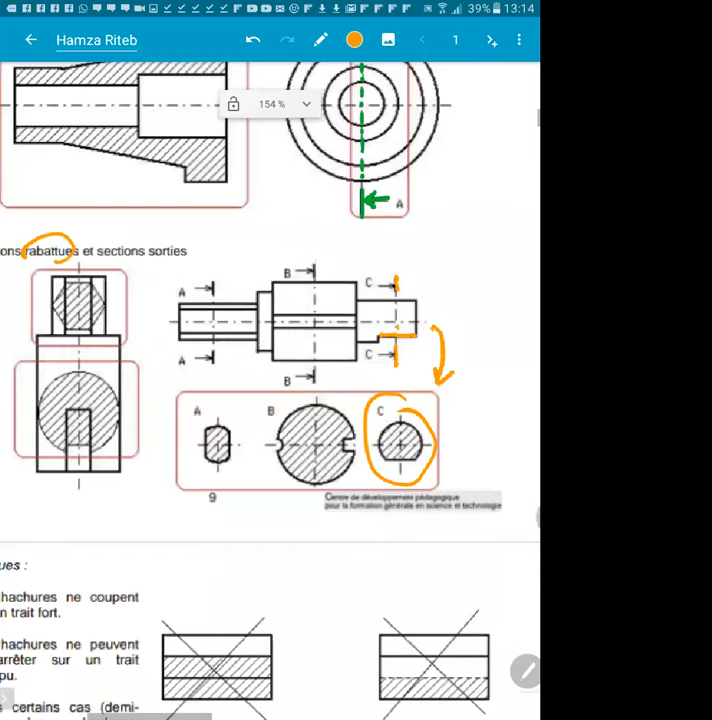 39% 13:14
Hamza Riteb
1
154 %
A
ons rabattues et sections sorties
B
C
A
A
C
B
A
B
C
9
Centre de développement pédagogique
pour la formation générale en science et technologie
ues :
hachures ne coupent
n trait fort.
hachures ne peuvent
arrêter sur un trait
pu.
certains cas (demi-